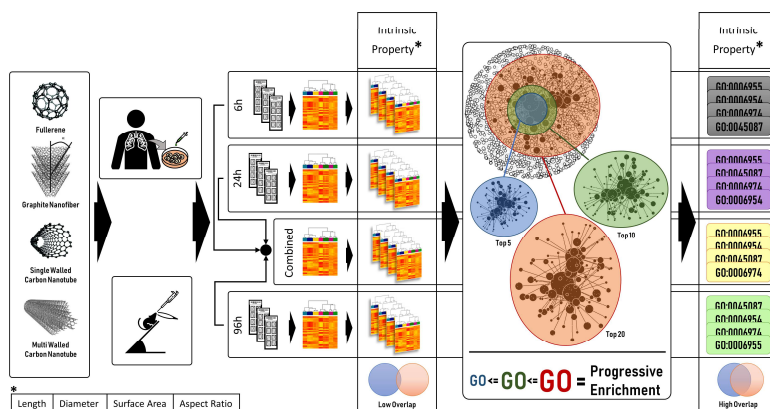 Intrinsic
Property*
Intrinsic
Property*
Fullerene
Graphite Nanofiber
Single Walled
Carbon Nanotube
Multi Walled
Carbon Nanotube
6h
24h
Combined
96h
Top 5
Top 10
Top 20
GO <= GO <= GO = Progressive
Enrichment
GO:0006955
GO:0006954
GO:0006974
GO:0045087
GO:0006955
GO:0045087
GO:0006974
GO:0006954
GO:0006955
GO:0006954
GO:0045087
GO:0006974
GO:0045087
GO:0006954
GO:0006974
GO:0006955
Low Overlap
High Overlap
*
Length Diameter Surface Area Aspect Ratio